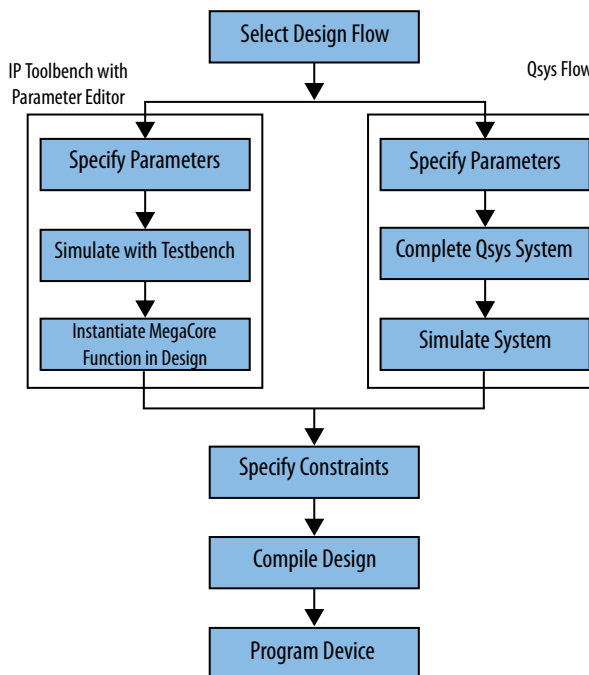 Select Design Flow
IP Toolbench with
Parameter Editor
Qsys Flow
Specify Parameters
Simulate with Testbench
Instantiate MegaCore
Function in Design
Specify Parameters
Complete Qsys System
Simulate System
Specify Constraints
Compile Design
Program Device